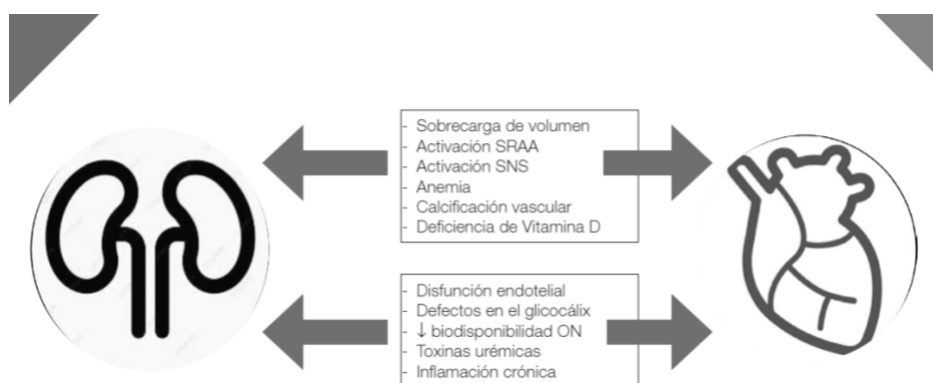 - Sobrecarga de volumen
- Activación SRAA
- Activación SNS
- Anemia
- Calcificación vascular
- Deficiencia de Vitamina D
- Disfunción endotelial
- Defectos en el glicocálix
- ↓ biodisponibilidad ON
- Toxinas urémicas
- Inflamación crónica